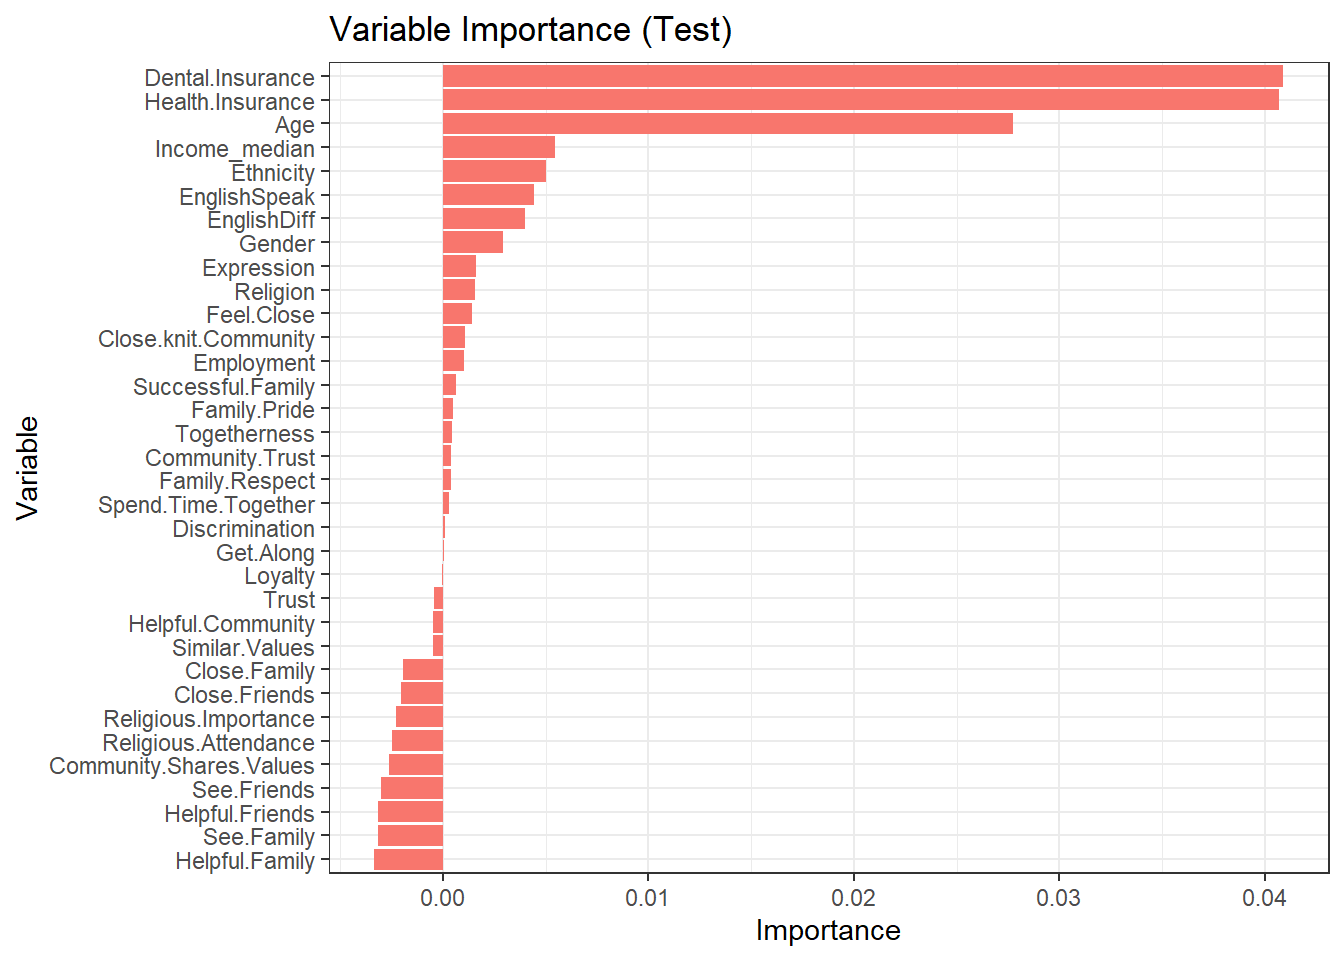 Variable Importance (Test)
Dental.Insurance
Health.Insurance
Age
Income_median
Ethnicity
EnglishSpeak
EnglishDiff
Gender
Expression
Religion
Feel.Close
Close.knit.Community
Employment
Successful.Family
Family.Pride
Togetherness
Community.Trust
Family.Respect
Spend.Time.Together
Discrimination
Get.Along
Loyalty
Trust
Helpful.Community
Similar.Values
Close.Family
Close.Friends
Religious.Importance
Religious.Attendance
Community.Shares.Values
See.Friends
Helpful.Friends
See.Family
Helpful.Family
Variable
0.00 0.01 0.02 0.03 0.04
Importance